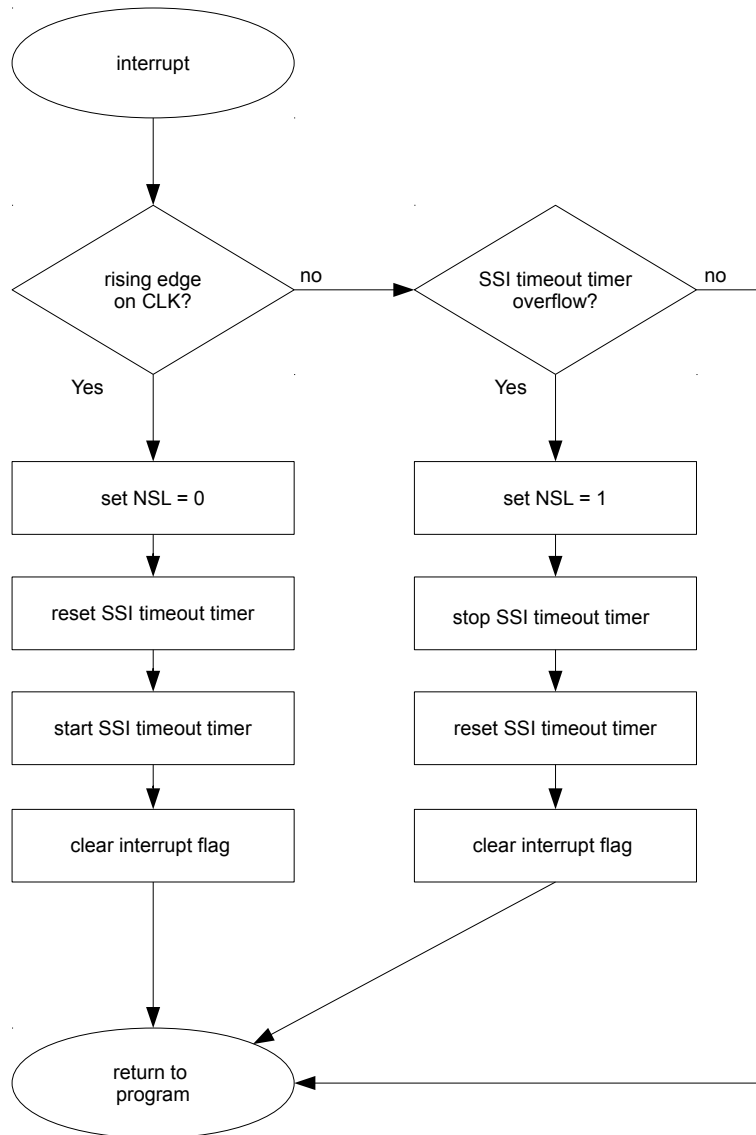 interrupt
rising edge
on CLK?
no
SSI timeout timer
overflow?
no
Yes
Yes
set NSL = 0
set NSL = 1
reset SSI timeout timer
stop SSI timeout timer
start SSI timeout timer
reset SSI timeout timer
clear interrupt flag
clear interrupt flag
return to
program